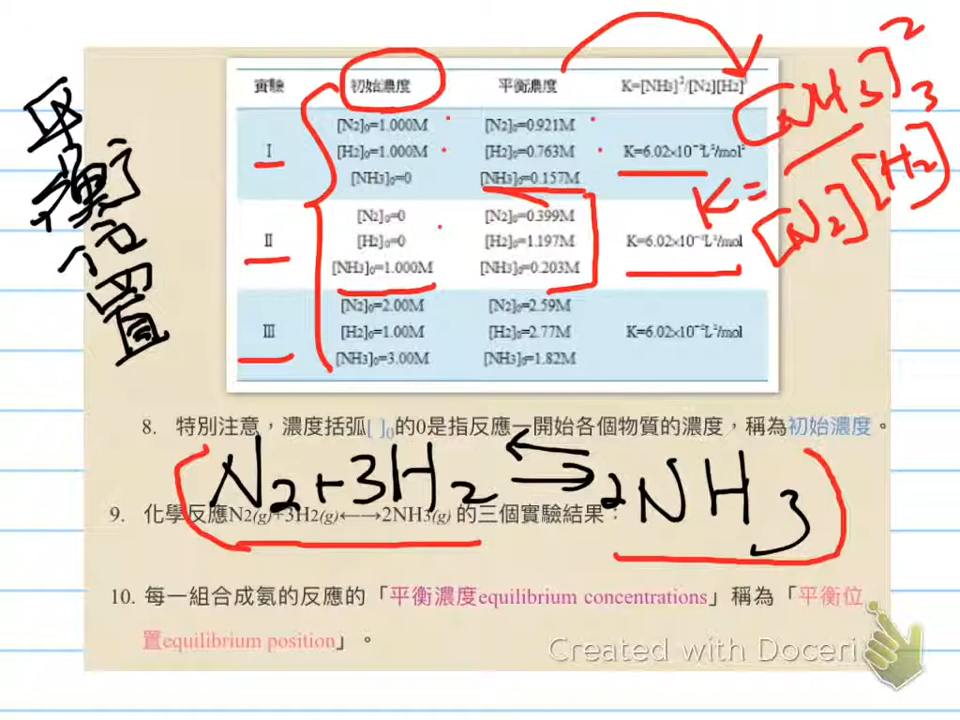 實驗 初始濃度 平衡濃度 K=[NH3]²/[N2][H2]³
[N2]0=1.000M [N2]=0.921M
I [H2]0=1.000M [H2]=0.763M K=6.02×10⁻²L²/mol²
[NH3]0=0 [NH3]=0.157M
[N2]0=0 [N2]=0.399M
II [H2]0=0 [H2]=1.197M K=6.02×10⁻²L²/mol
[NH3]0=1.000M [NH3]=0.203M
[N2]0=2.00M [N2]=2.59M
III [H2]0=1.00M [H2]=2.77M K=6.02×10⁻²L²/mol
[NH3]0=3.00M [NH3]=1.82M
K=[NH3]²/[N2][H2]³
平衡位置
8. 特別注意，濃度括弧[ ]0的0是指反應一開始各個物質的濃度，稱為初始濃度。
N2+3H2⇄2NH3
9. 化學反應N2(g)+3H2(g)←→2NH3(g) 的三個實驗結果：
10. 每一組合成氨的反應的「平衡濃度equilibrium concentrations」稱為「平衡位
置equilibrium position」。
Created with Doceri